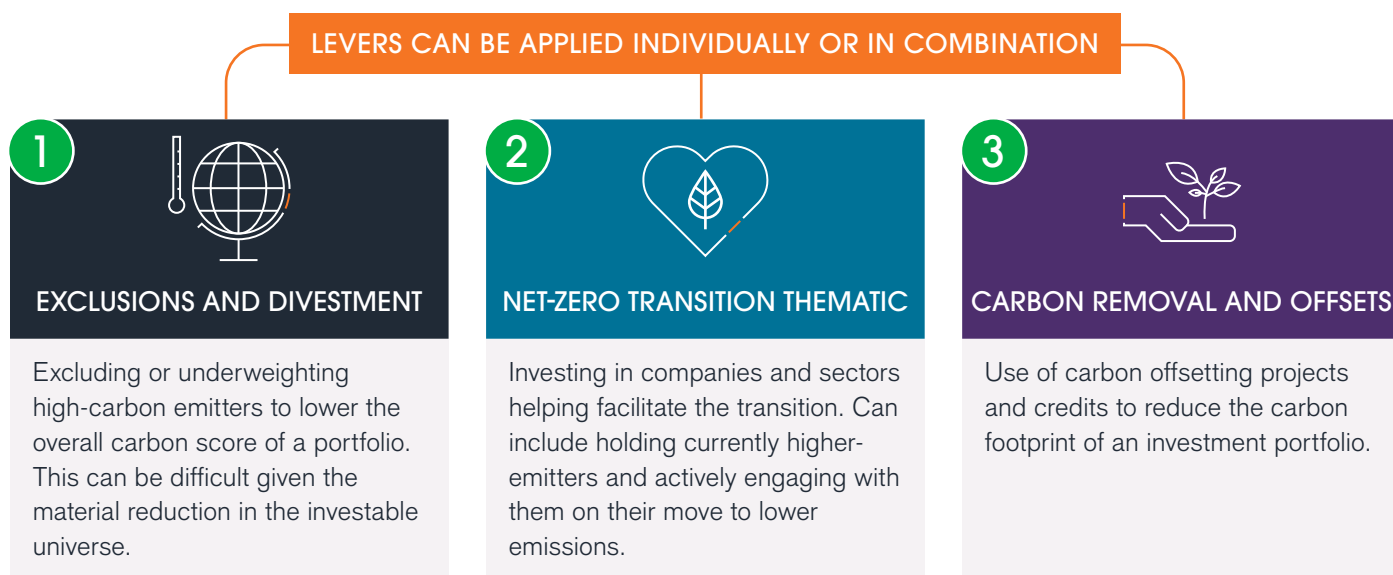 LEVERS CAN BE APPLIED INDIVIDUALLY OR IN COMBINATION
1
EXCLUSIONS AND DIVESTMENT
Excluding or underweighting
high-carbon emitters to lower the
overall carbon score of a portfolio.
This can be difficult given the
material reduction in the investable
universe.
2
NET-ZERO TRANSITION THEMATIC
Investing in companies and sectors
helping facilitate the transition. Can
include holding currently higher-
emitters and actively engaging with
them on their move to lower
emissions.
3
CARBON REMOVAL AND OFFSETS
Use of carbon offsetting projects
and credits to reduce the carbon
footprint of an investment portfolio.